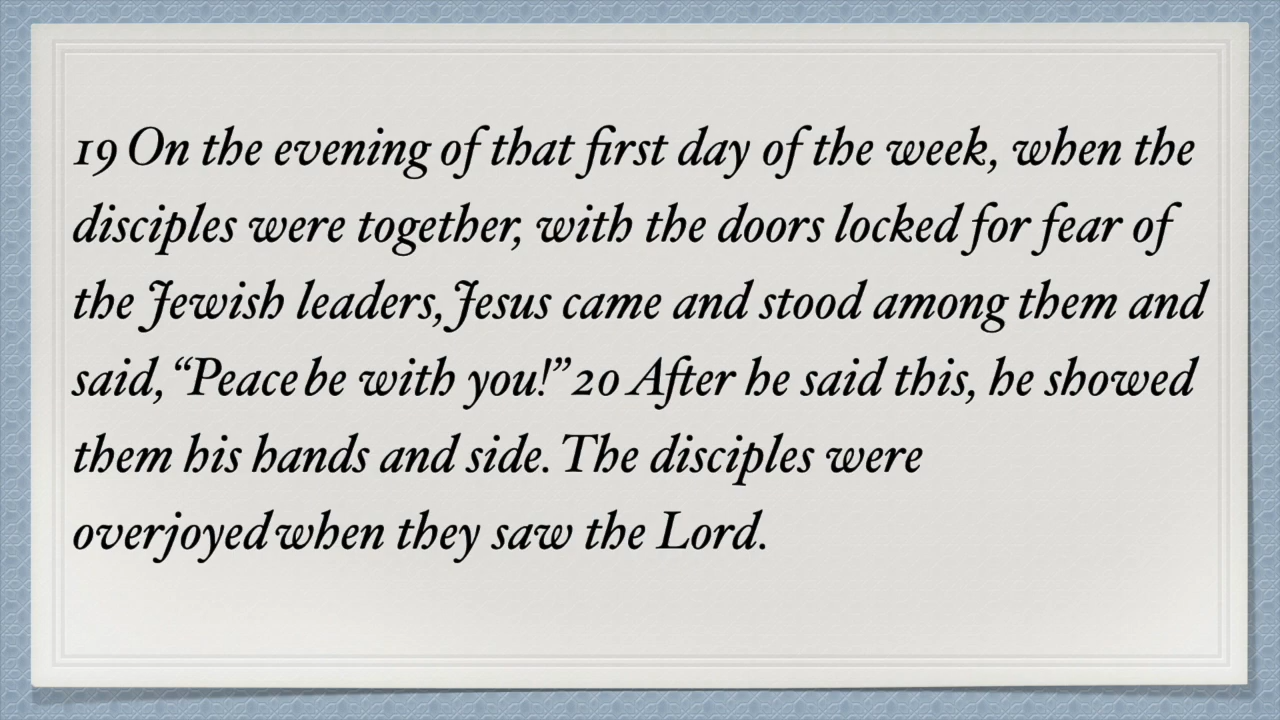 19 On the evening of that first day of the week, when the
disciples were together, with the doors locked for fear of
the Jewish leaders, Jesus came and stood among them and
said, “Peace be with you!” 20 After he said this, he showed
them his hands and side. The disciples were
overjoyed when they saw the Lord.